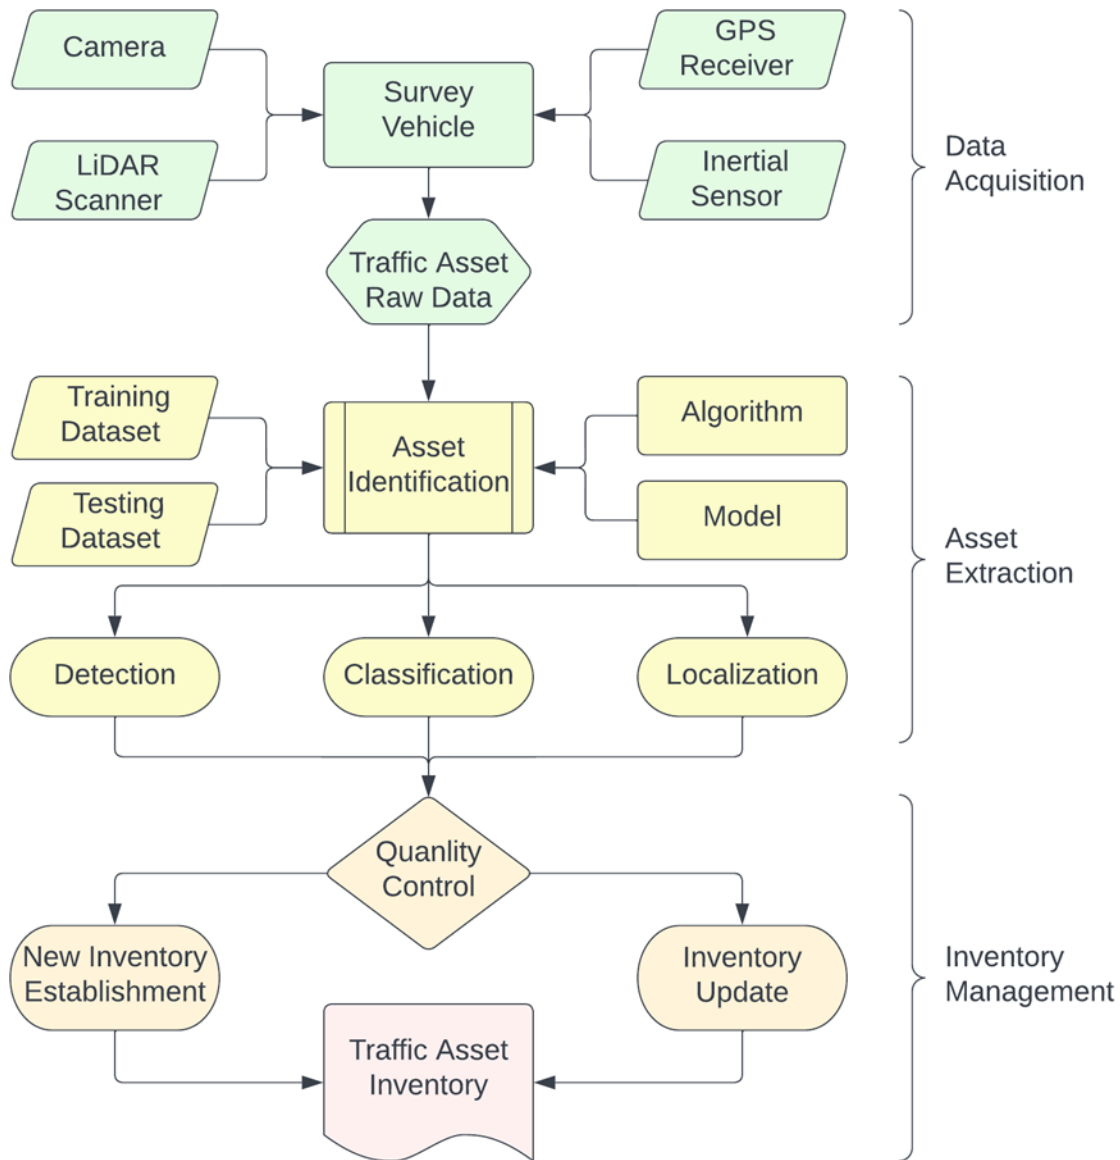 Camera
GPS
Receiver
Survey
Vehicle
LiDAR
Scanner
Inertial
Sensor
Data
Acquisition
Traffic Asset
Raw Data
Training
Dataset
Algorithm
Asset
Identification
Testing
Dataset
Model
Asset
Extraction
Detection
Classification
Localization
Quanlity
Control
New Inventory
Establishment
Inventory
Update
Inventory
Management
Traffic Asset
Inventory